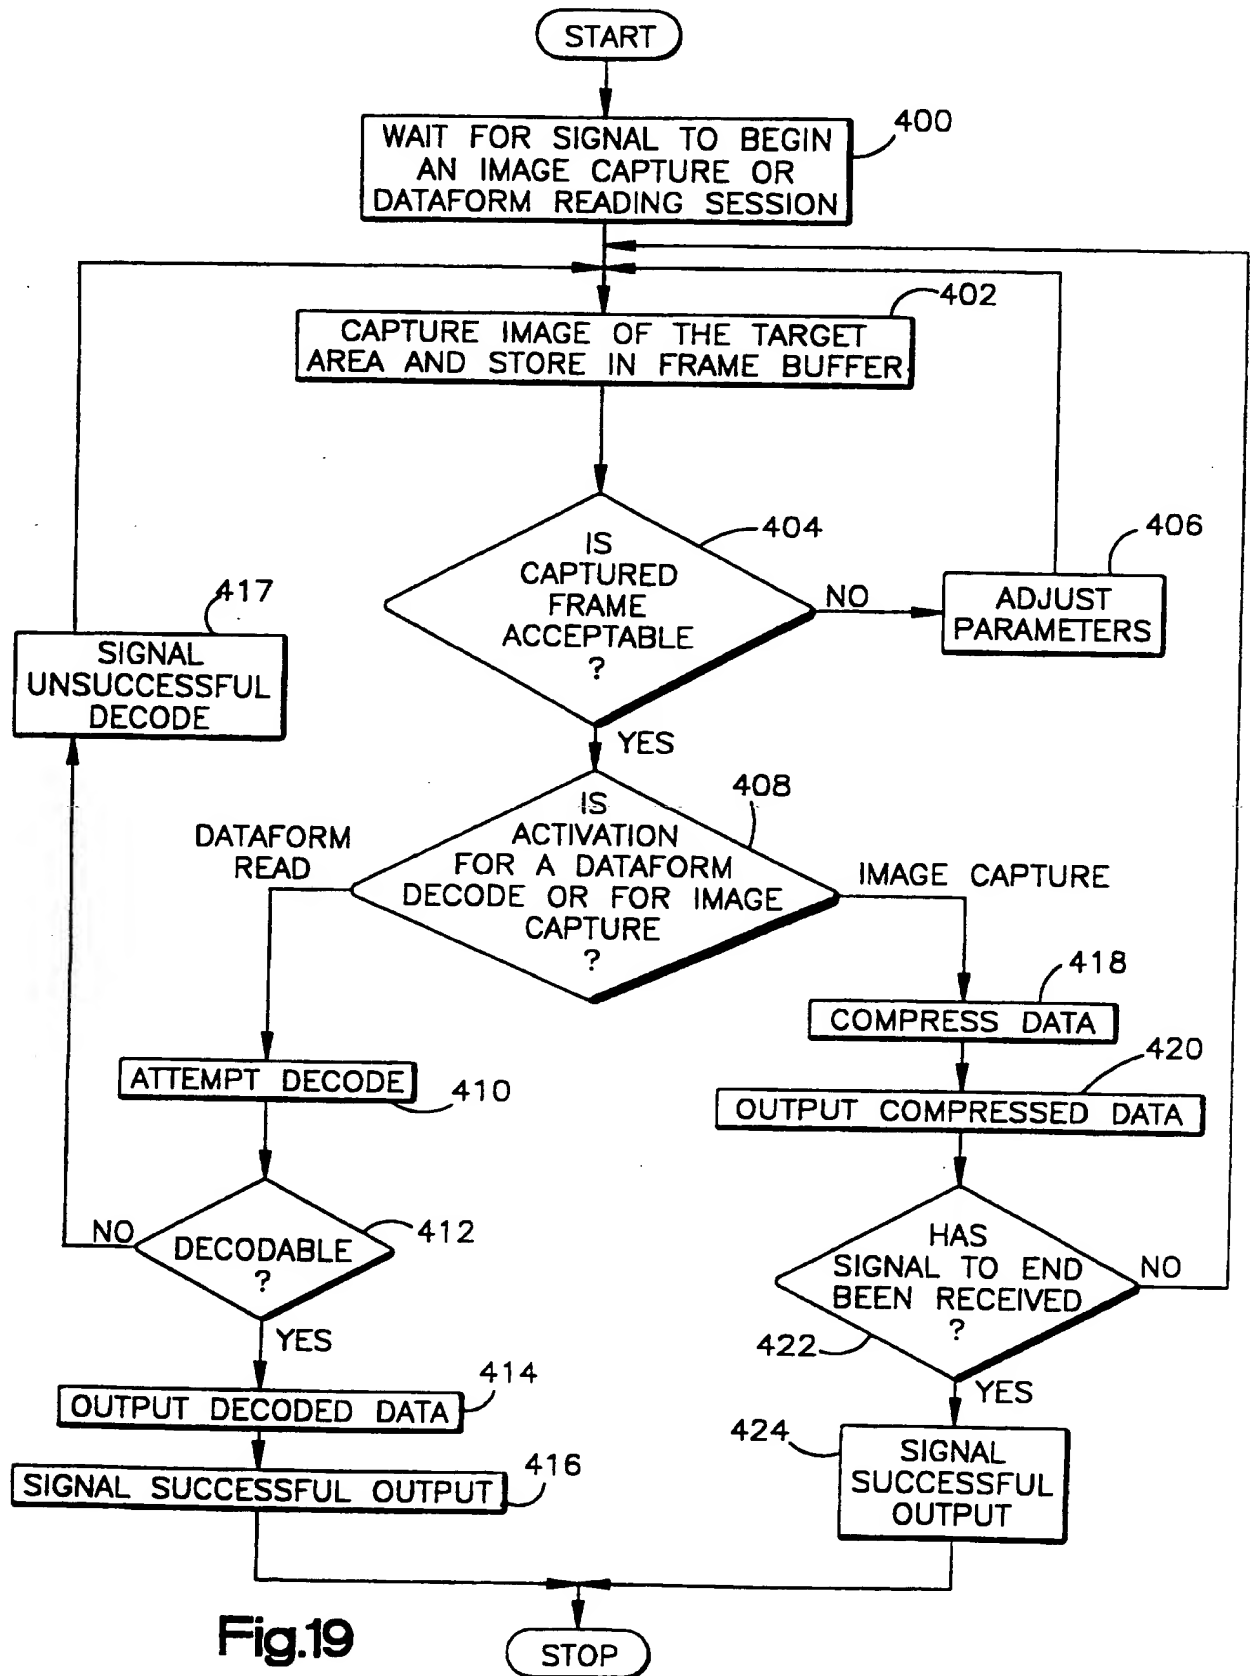 START
WAIT FOR SIGNAL TO BEGIN
AN IMAGE CAPTURE OR
DATAFORM READING SESSION
400
402
CAPTURE IMAGE OF THE TARGET
AREA AND STORE IN FRAME BUFFER
404
IS
CAPTURED
FRAME
ACCEPTABLE
?
NO
406
ADJUST
PARAMETERS
417
SIGNAL
UNSUCCESSFUL
DECODE
YES
408
IS
ACTIVATION
FOR A DATAFORM
DECODE OR FOR IMAGE
CAPTURE
?
DATAFORM
READ
IMAGE CAPTURE
418
COMPRESS DATA
420
OUTPUT COMPRESSED DATA
ATTEMPT DECODE
410
NO
DECODABLE
?
412
HAS
SIGNAL TO END
BEEN RECEIVED
?
NO
422
YES
YES
414
OUTPUT DECODED DATA
424
SIGNAL
SUCCESSFUL
OUTPUT
SIGNAL SUCCESSFUL OUTPUT
416
Fig.19
STOP